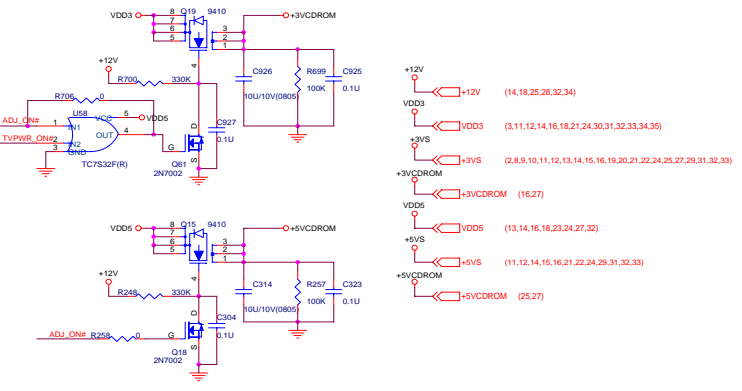 VDD3
8
7
6
5
Q19
9410
3
2
1
4
+3VCDROM
+12V
R700
330K
C926
10U/10V(0805)
R699
100K
C925
0.1U
R706
0
ADJ_ON#
1
IN1
U58
VCC
5
VDD5
OUT
4
TVPWR_ON#
2
IN2
3
GND
TC7S32F(R)
C927
0.1U
D
G
S
Q61
2N7002
VDD5
8
7
6
5
Q15
9410
3
2
1
4
+5VCDROM
+12V
R248
330K
C314
10U/10V(0805)
R257
100K
C323
0.1U
C304
0.1U
ADJ_ON#
R258
0
D
G
S
Q18
2N7002
+12V
+12V (14,18,25,28,32,34)
VDD3
VDD3 (3,11,12,14,16,18,21,24,30,31,32,33,34,35)
+3VS
+3VS (2,8,9,10,11,12,13,14,15,16,19,20,21,22,24,25,27,29,31,32,33)
+3VCDROM
+3VCDROM (16,27)
VDD5
VDD5 (13,14,16,18,23,24,27,32)
+5VS
+5VS (11,12,14,15,16,21,22,24,29,31,32,33)
+5VCDROM
+5VCDROM (25,27)